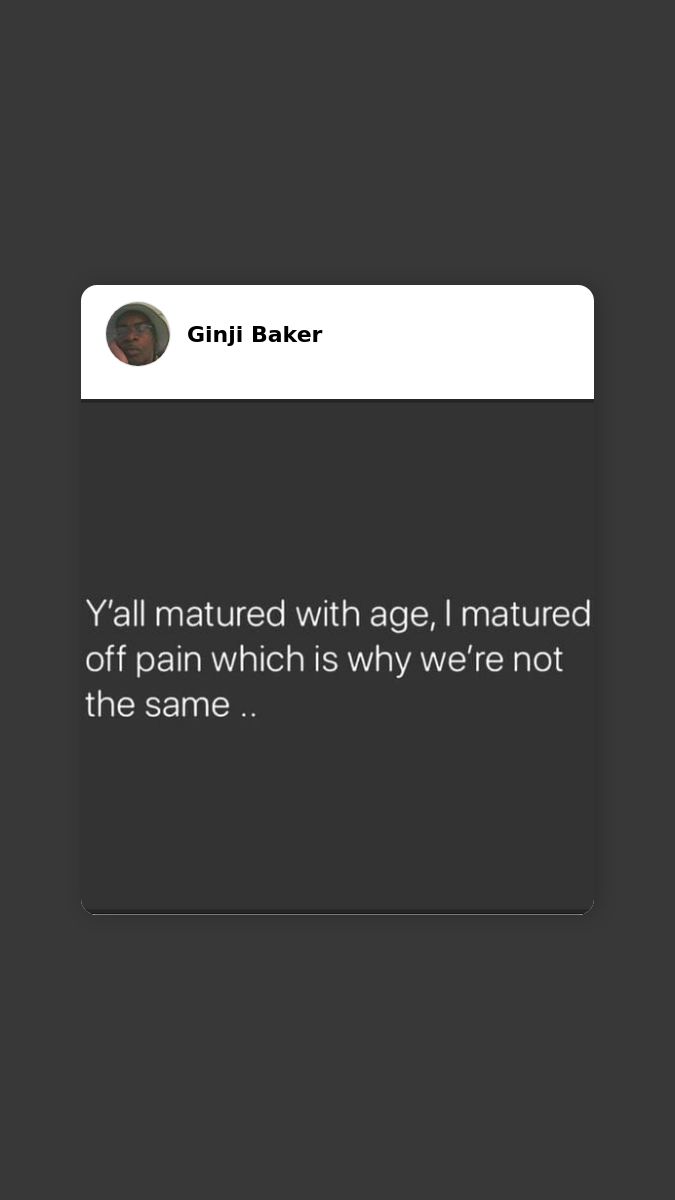 Ginji Baker
Y’all matured with age, I matured
off pain which is why we’re not
the same ..